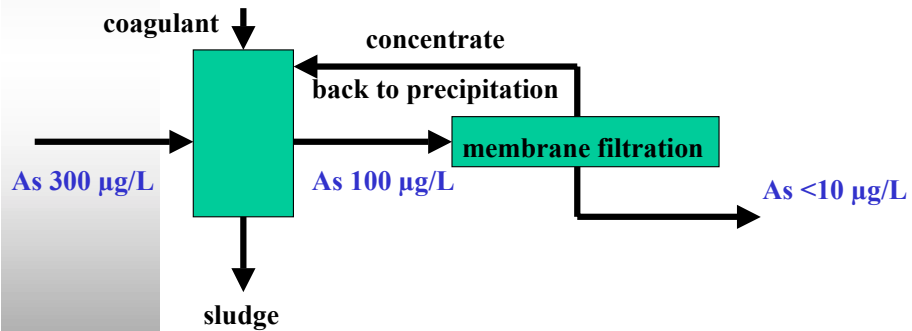 coagulant
concentrate
back to precipitation
membrane filtration
As 300 µg/L
As 100 µg/L
As <10 µg/L
sludge